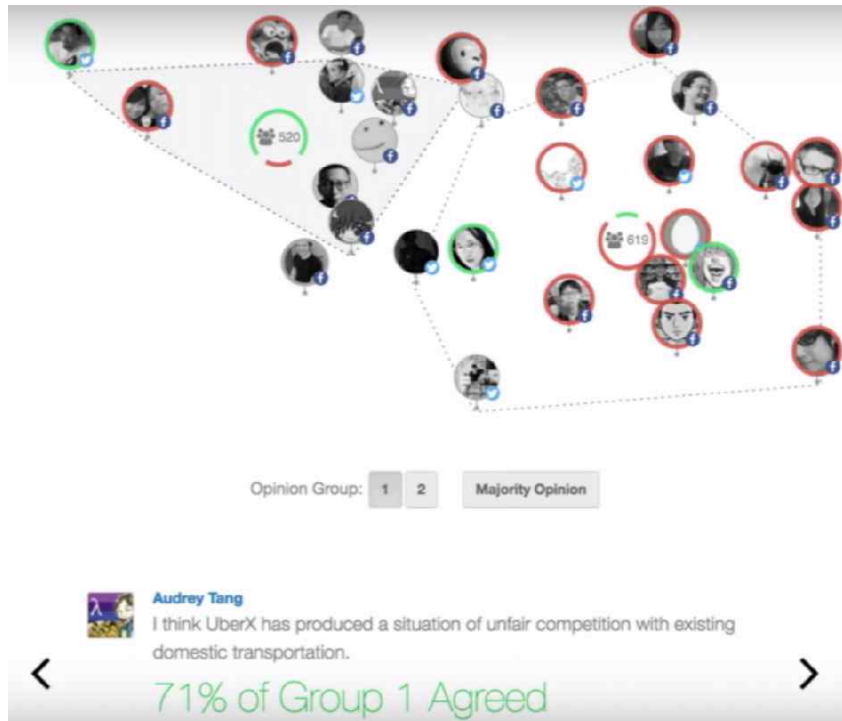 520
619
Opinion Group: 1 2 Majority Opinion
Audrey Tang
I think UberX has produced a situation of unfair competition with existing
domestic transportation.
71% of Group 1 Agreed